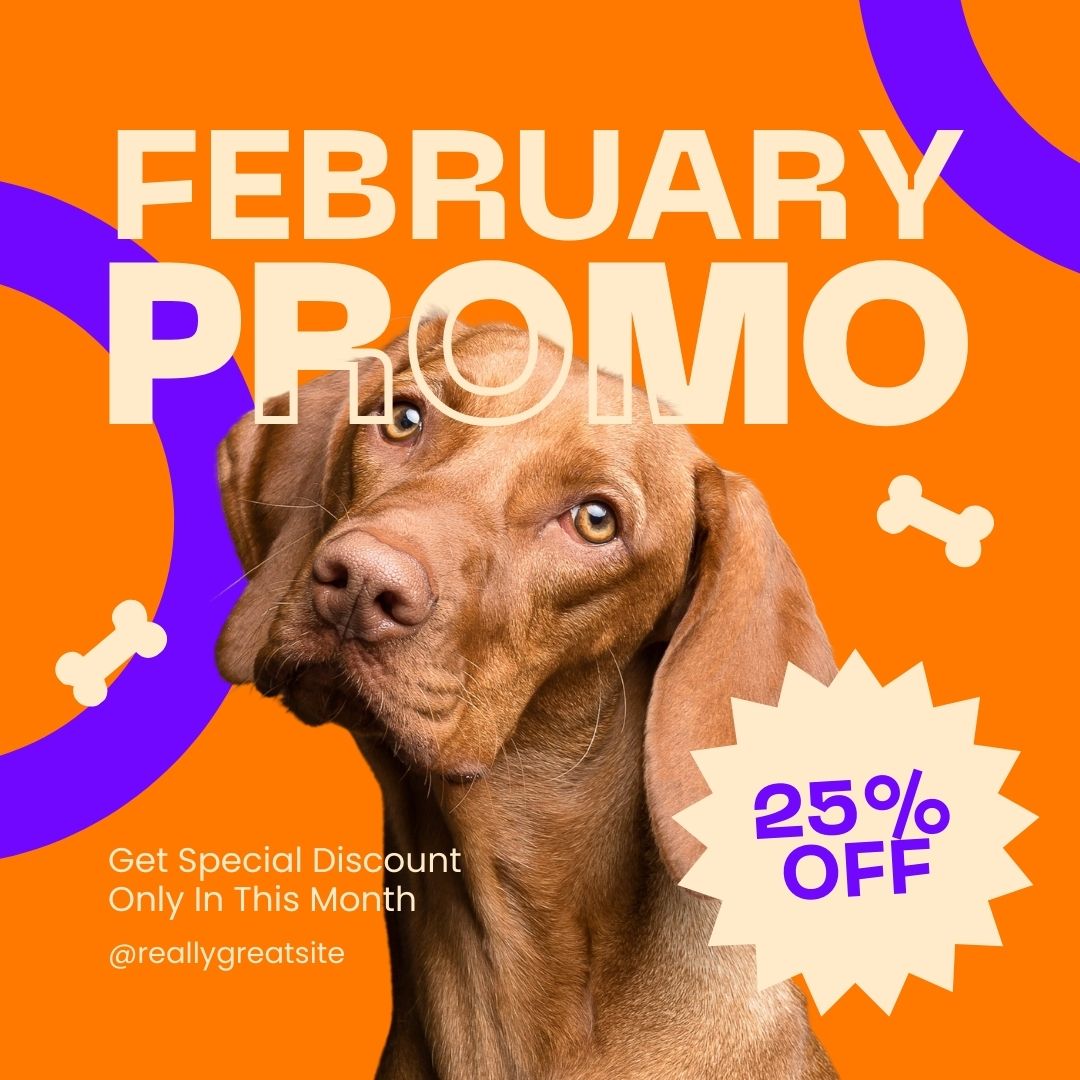 FEBRUARY
PROMO
25%
OFF
Get Special Discount
Only In This Month
@reallygreatsite